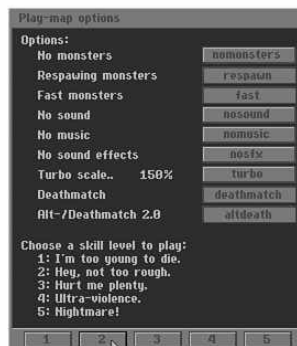 Play-map options
Options:
No monsters nomonsters
Respawing monsters respawn
Fast monsters fast
No sound nosound
No music nomusic
No sound effects nosfx
Turbo scale.. 150% turbo
Deathmatch deathmatch
Alt-/Deathmatch 2.0 altdeath
Choose a skill level to play:
1: I'm too young to die.
2: Hey, not too rough.
3: Hurt me plenty.
4: Ultra-violence.
5: Nightmare!
1 2 3 4 5